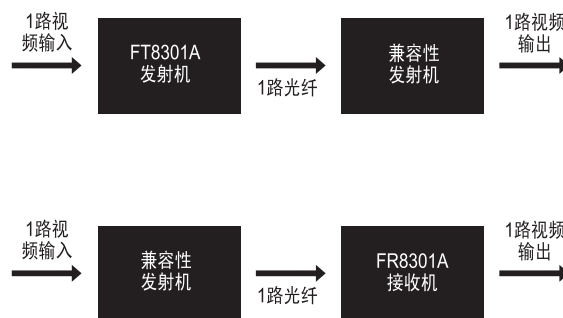 1路视
频输入
FT8301A
发射机
1路光纤
兼容性
发射机
1路视频
输出
1路视
频输入
兼容性
发射机
1路光纤
FR8301A
接收机
1路视频
输出